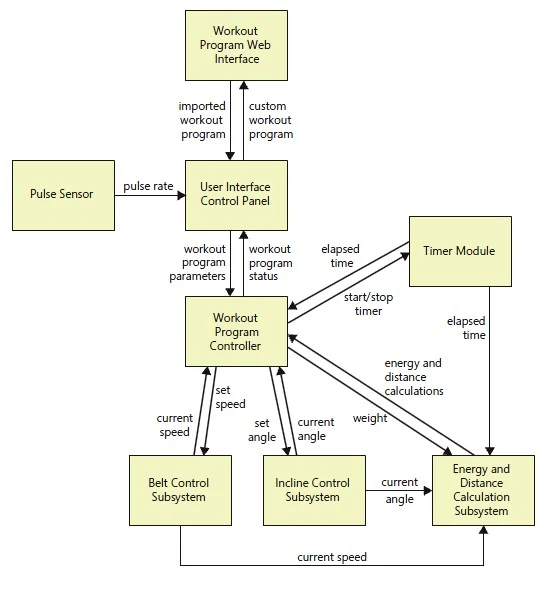 Workout
Program Web
Interface
imported
workout
program
custom
workout
program
Pulse Sensor
pulse rate
User Interface
Control Panel
workout
program
parameters
workout
program
status
elapsed
time
Timer Module
start/stop
timer
elapsed
time
Workout
Program
Controller
energy and
distance
calculations
weight
current
speed
set
speed
set
angle
current
angle
Belt Control
Subsystem
Incline Control
Subsystem
current
angle
Energy and
Distance
Calculation
Subsystem
current speed